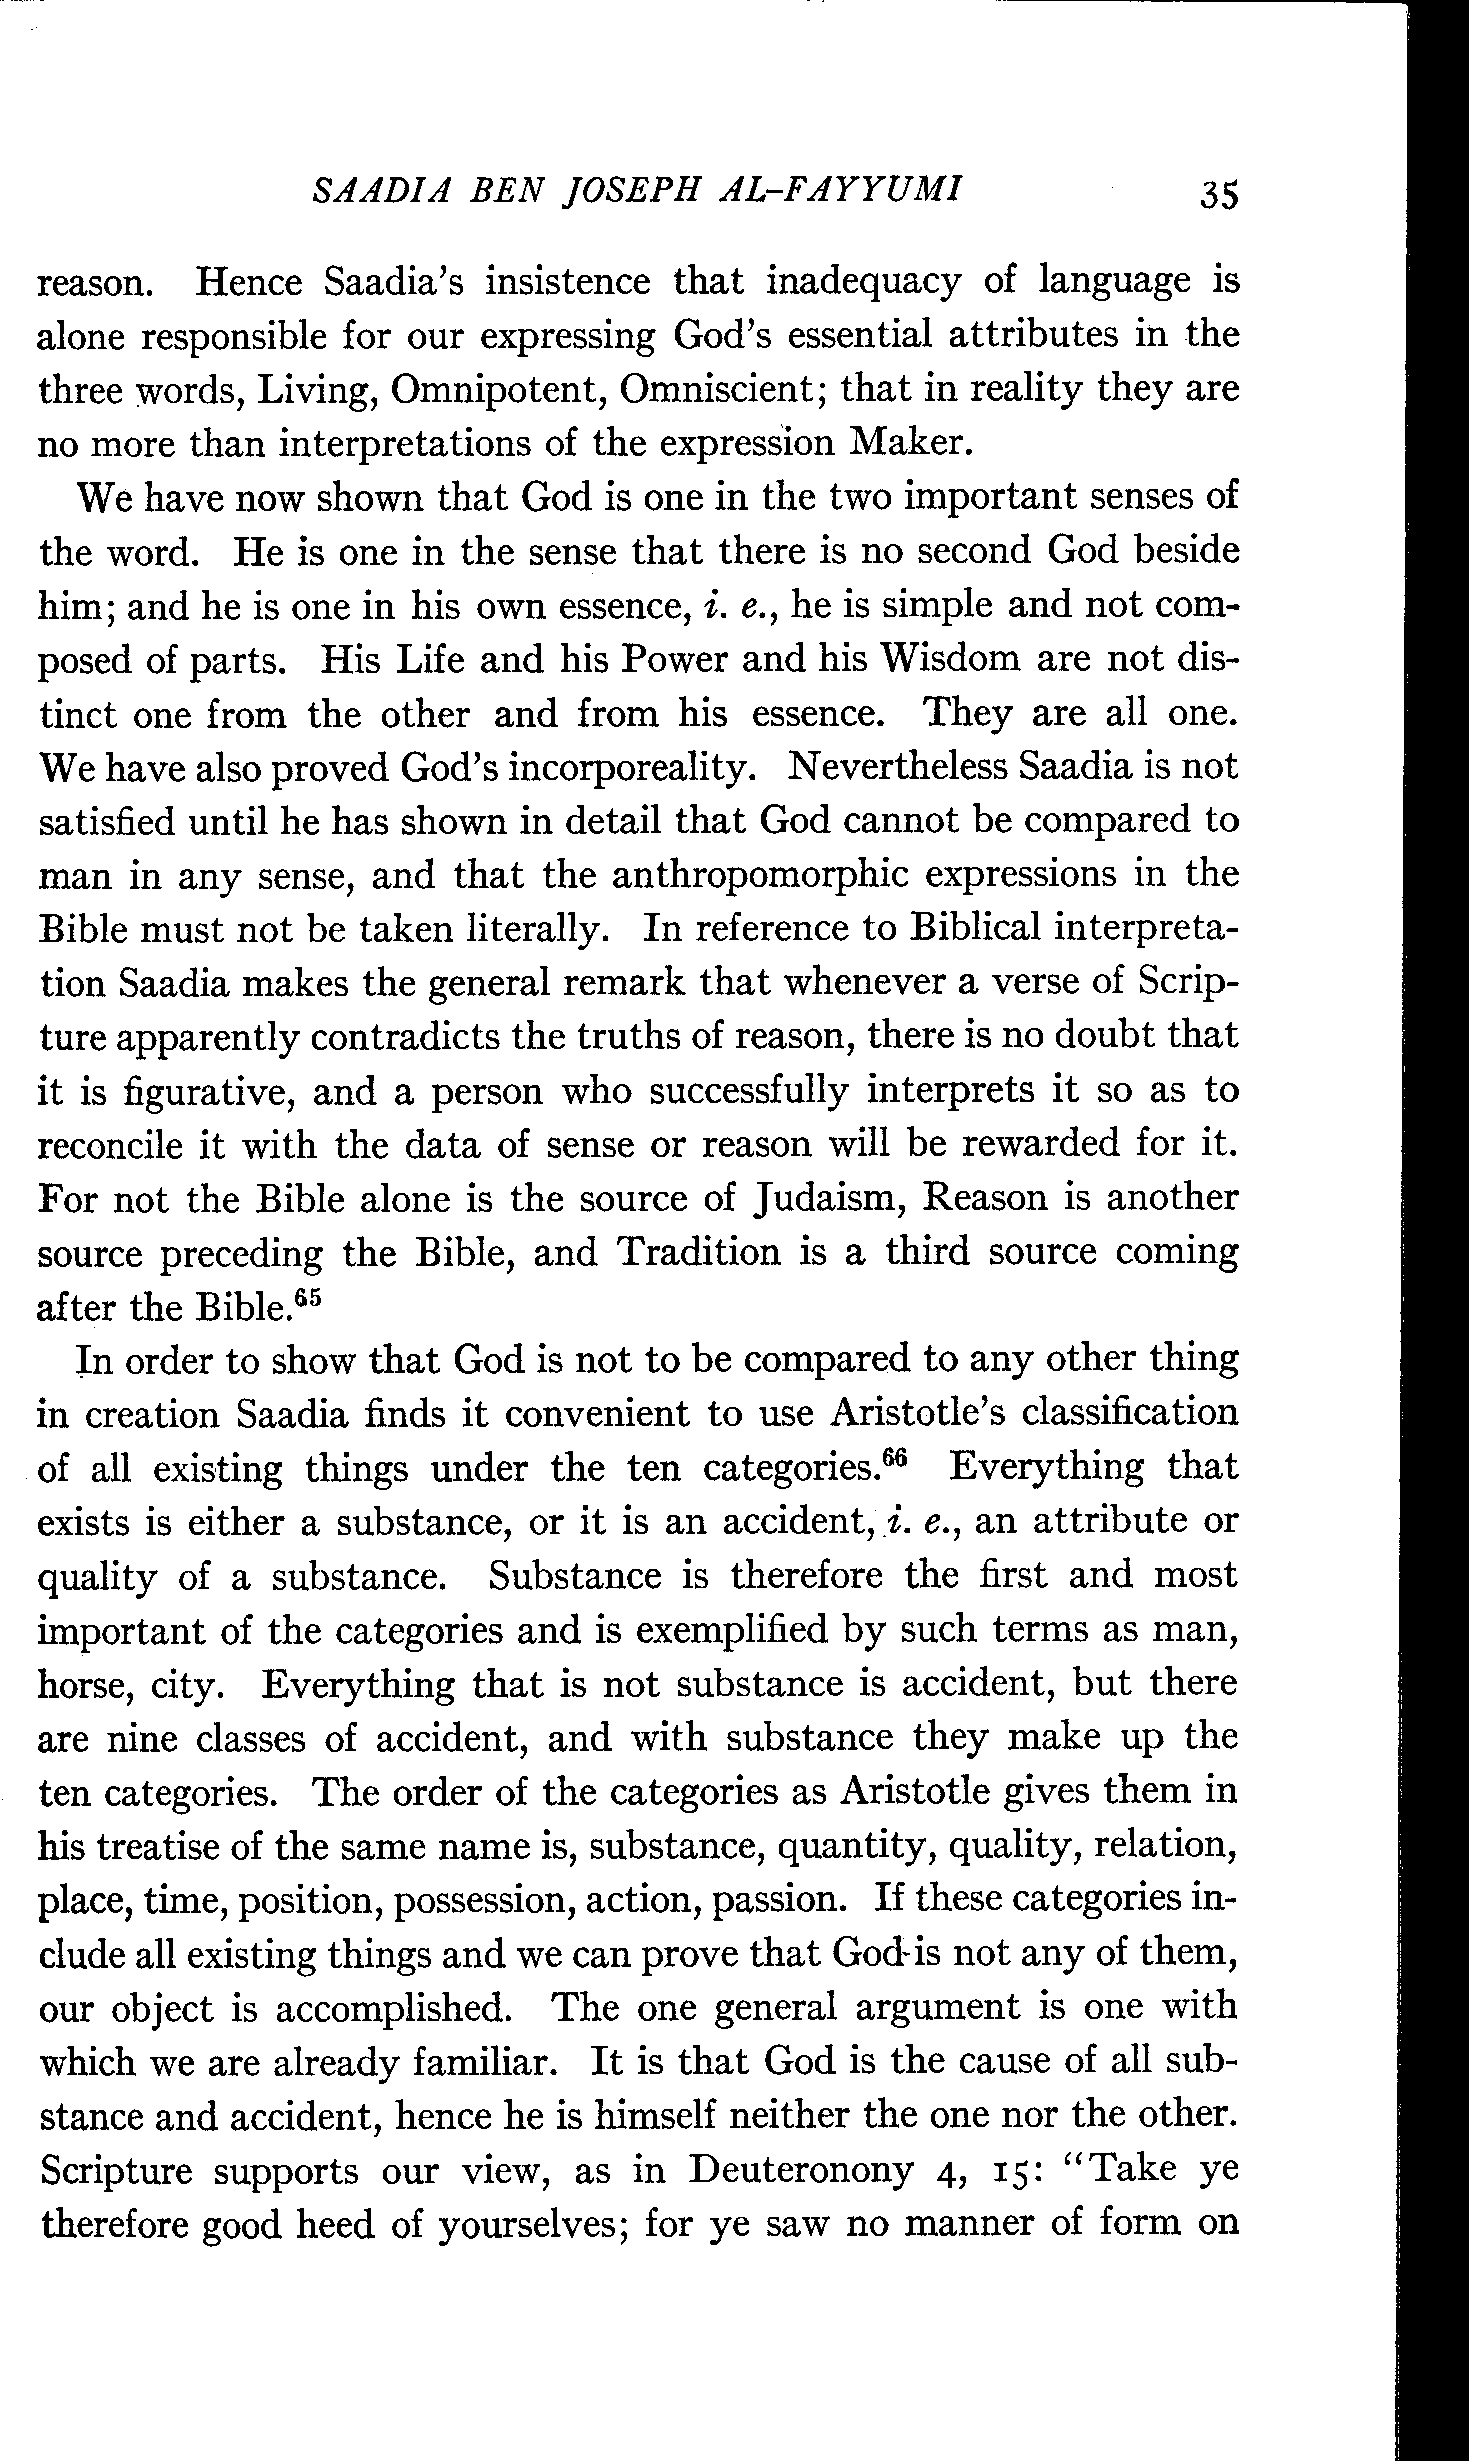 SAADIA BEN JOSEPH AL-FAYYUMI 35
reason. Hence Saadia's insistence that inadequacy of language is
alone responsible for our expressing God's essential attributes in the
three words, Living, Omnipotent, Omniscient; that in reality they are
no more than interpretations of the expression Maker.
We have now shown that God is one in the two important senses of
the word. He is one in the sense that there is no second God beside
him; and he is one in his own essence, i. e., he is simple and not com-
posed of parts. His Life and his Power and his Wisdom are not dis-
tinct one from the other and from his essence. They are all one.
We have also proved God's incorporeality. Nevertheless Saadia is not
satisfied until he has shown in detail that God cannot be compared to
man in any sense, and that the anthropomorphic expressions in the
Bible must not be taken literally. In reference to Biblical interpreta-
tion Saadia makes the general remark that whenever a verse of Scrip-
ture apparently contradicts the truths of reason, there is no doubt that
it is figurative, and a person who successfully interprets it so as to
reconcile it with the data of sense or reason will be rewarded for it.
For not the Bible alone is the source of Judaism, Reason is another
source preceding the Bible, and Tradition is a third source coming
after the Bible.⁶⁵
In order to show that God is not to be compared to any other thing
in creation Saadia finds it convenient to use Aristotle's classification
of all existing things under the ten categories.⁶⁶ Everything that
exists is either a substance, or it is an accident, i. e., an attribute or
quality of a substance. Substance is therefore the first and most
important of the categories and is exemplified by such terms as man,
horse, city. Everything that is not substance is accident, but there
are nine classes of accident, and with substance they make up the
ten categories. The order of the categories as Aristotle gives them in
his treatise of the same name is, substance, quantity, quality, relation,
place, time, position, possession, action, passion. If these categories in-
clude all existing things and we can prove that God is not any of them,
our object is accomplished. The one general argument is one with
which we are already familiar. It is that God is the cause of all sub-
stance and accident, hence he is himself neither the one nor the other.
Scripture supports our view, as in Deuteronony 4, 15: "Take ye
therefore good heed of yourselves; for ye saw no manner of form on